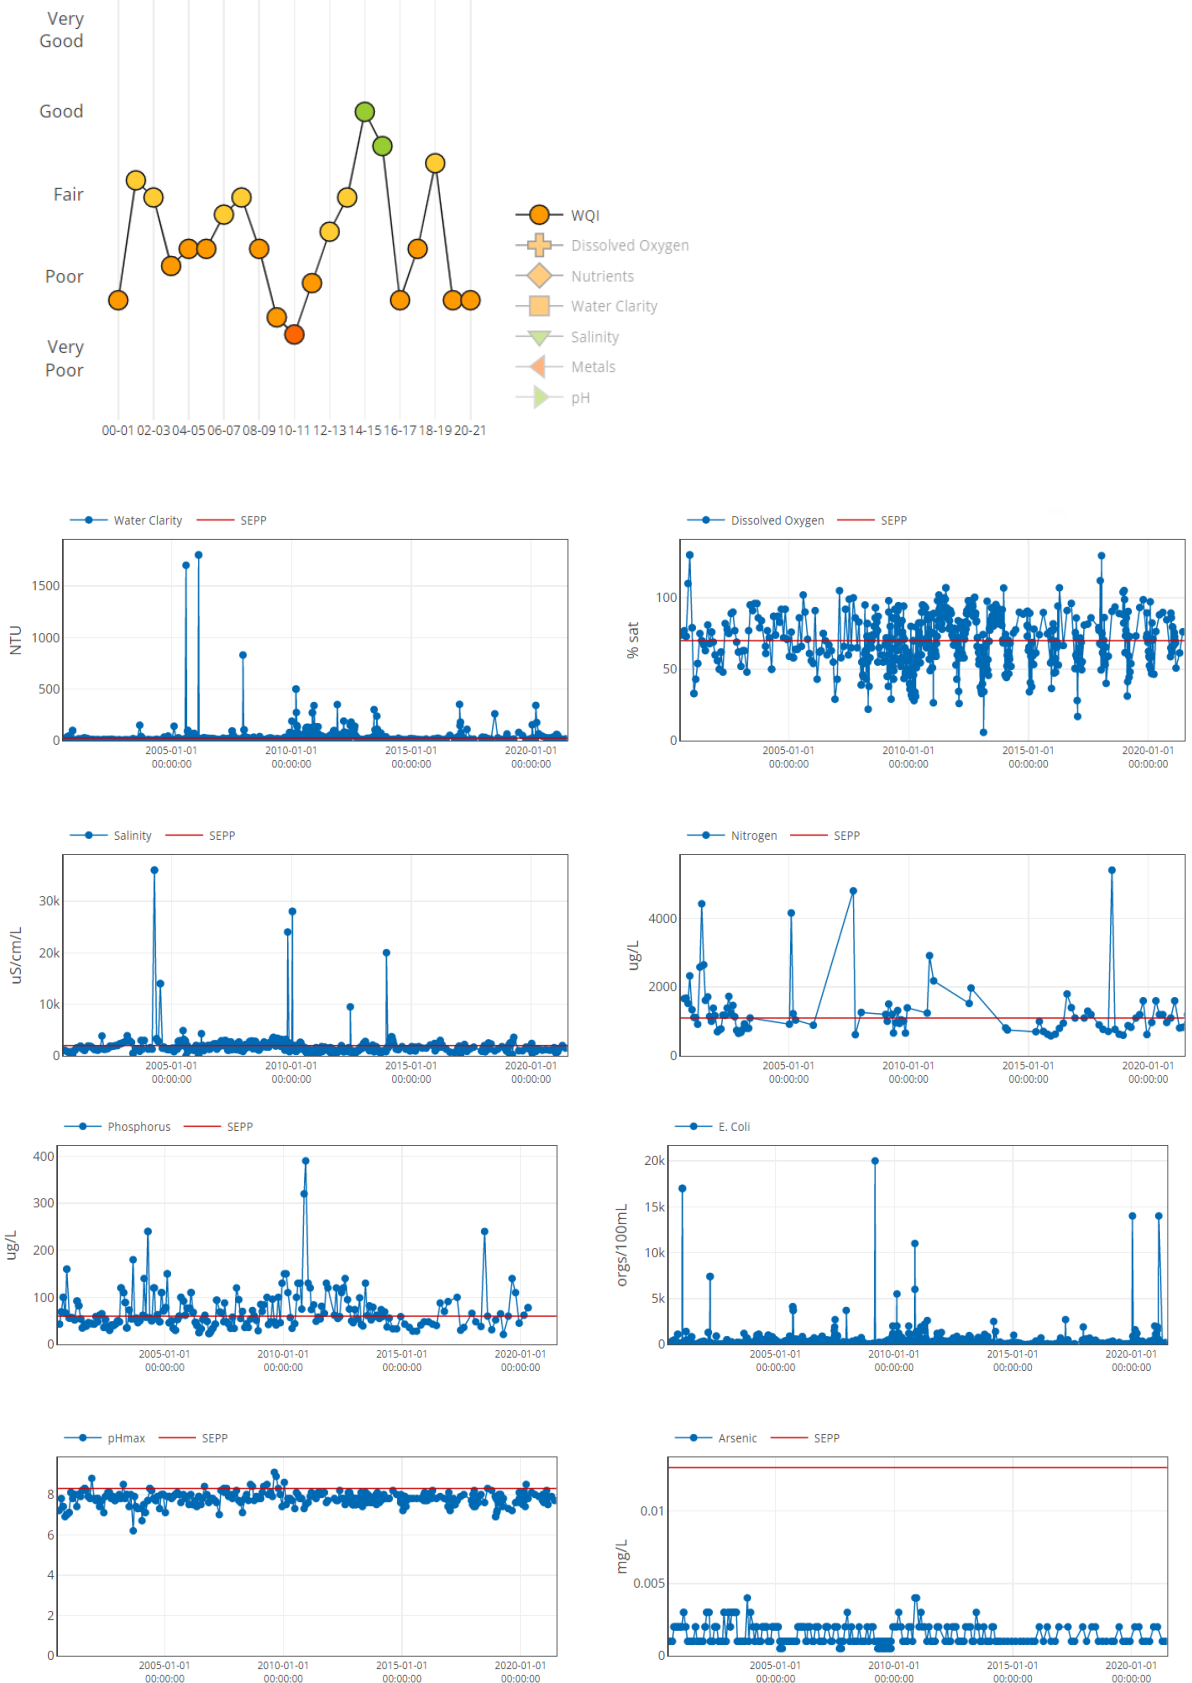 Very
Good
Good
Fair
Poor
Very
Poor
00-01 02-03 04-05 06-07 08-09 10-11 12-13 14-15 16-17 18-19 20-21
WQI
Dissolved Oxygen
Nutrients
Water Clarity
Salinity
Metals
pH
Water Clarity SEPP
NTU
1500
1000
500
0
2005-01-01 2010-01-01 2015-01-01 2020-01-01
00:00:00 00:00:00 00:00:00 00:00:00
Dissolved Oxygen SEPP
% sat
100
50
0
2005-01-01 2010-01-01 2015-01-01 2020-01-01
00:00:00 00:00:00 00:00:00 00:00:00
Salinity SEPP
uS/cm/L
30k
20k
10k
0
2005-01-01 2010-01-01 2015-01-01 2020-01-01
00:00:00 00:00:00 00:00:00 00:00:00
Nitrogen SEPP
ug/L
4000
2000
0
2005-01-01 2010-01-01 2015-01-01 2020-01-01
00:00:00 00:00:00 00:00:00 00:00:00
Phosphorus SEPP
ug/L
400
300
200
100
0
2005-01-01 2010-01-01 2015-01-01 2020-01-01
00:00:00 00:00:00 00:00:00 00:00:00
E. Coli
orgs/100mL
20k
15k
10k
5k
0
2005-01-01 2010-01-01 2015-01-01 2020-01-01
00:00:00 00:00:00 00:00:00 00:00:00
pHmax SEPP
8
6
4
2
0
2005-01-01 2010-01-01 2015-01-01 2020-01-01
00:00:00 00:00:00 00:00:00 00:00:00
Arsenic SEPP
mg/L
0.01
0.005
0
2005-01-01 2010-01-01 2015-01-01 2020-01-01
00:00:00 00:00:00 00:00:00 00:00:00